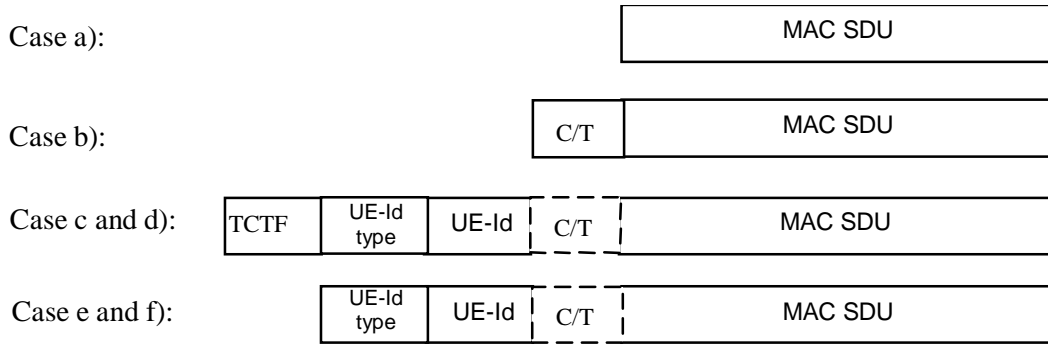 Case a): MAC SDU
Case b): C/T MAC SDU
Case c and d): TCTF UE-Id type UE-Id C/T MAC SDU
Case e and f): UE-Id type UE-Id C/T MAC SDU